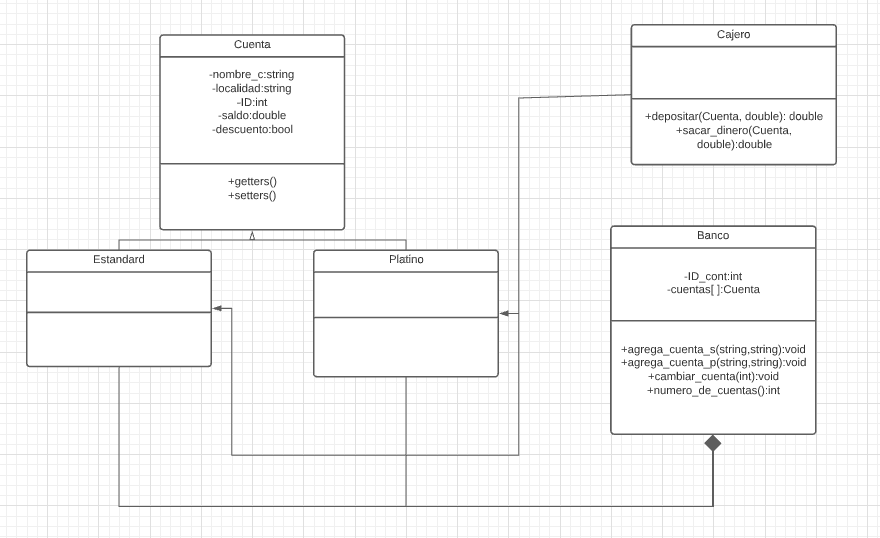 Cuenta
-nombre_c:string
-localidad:string
-ID:int
-saldo:double
-descuento:bool
+getters()
+setters()
Cajero
+depositar(Cuenta, double): double
+sacar_dinero(Cuenta,
double):double
Estandard
Platino
Banco
-ID_cont:int
-cuentas[ ]:Cuenta
+agrega_cuenta_s(string,string):void
+agrega_cuenta_p(string,string):void
+cambiar_cuenta(int):void
+numero_de_cuentas():int